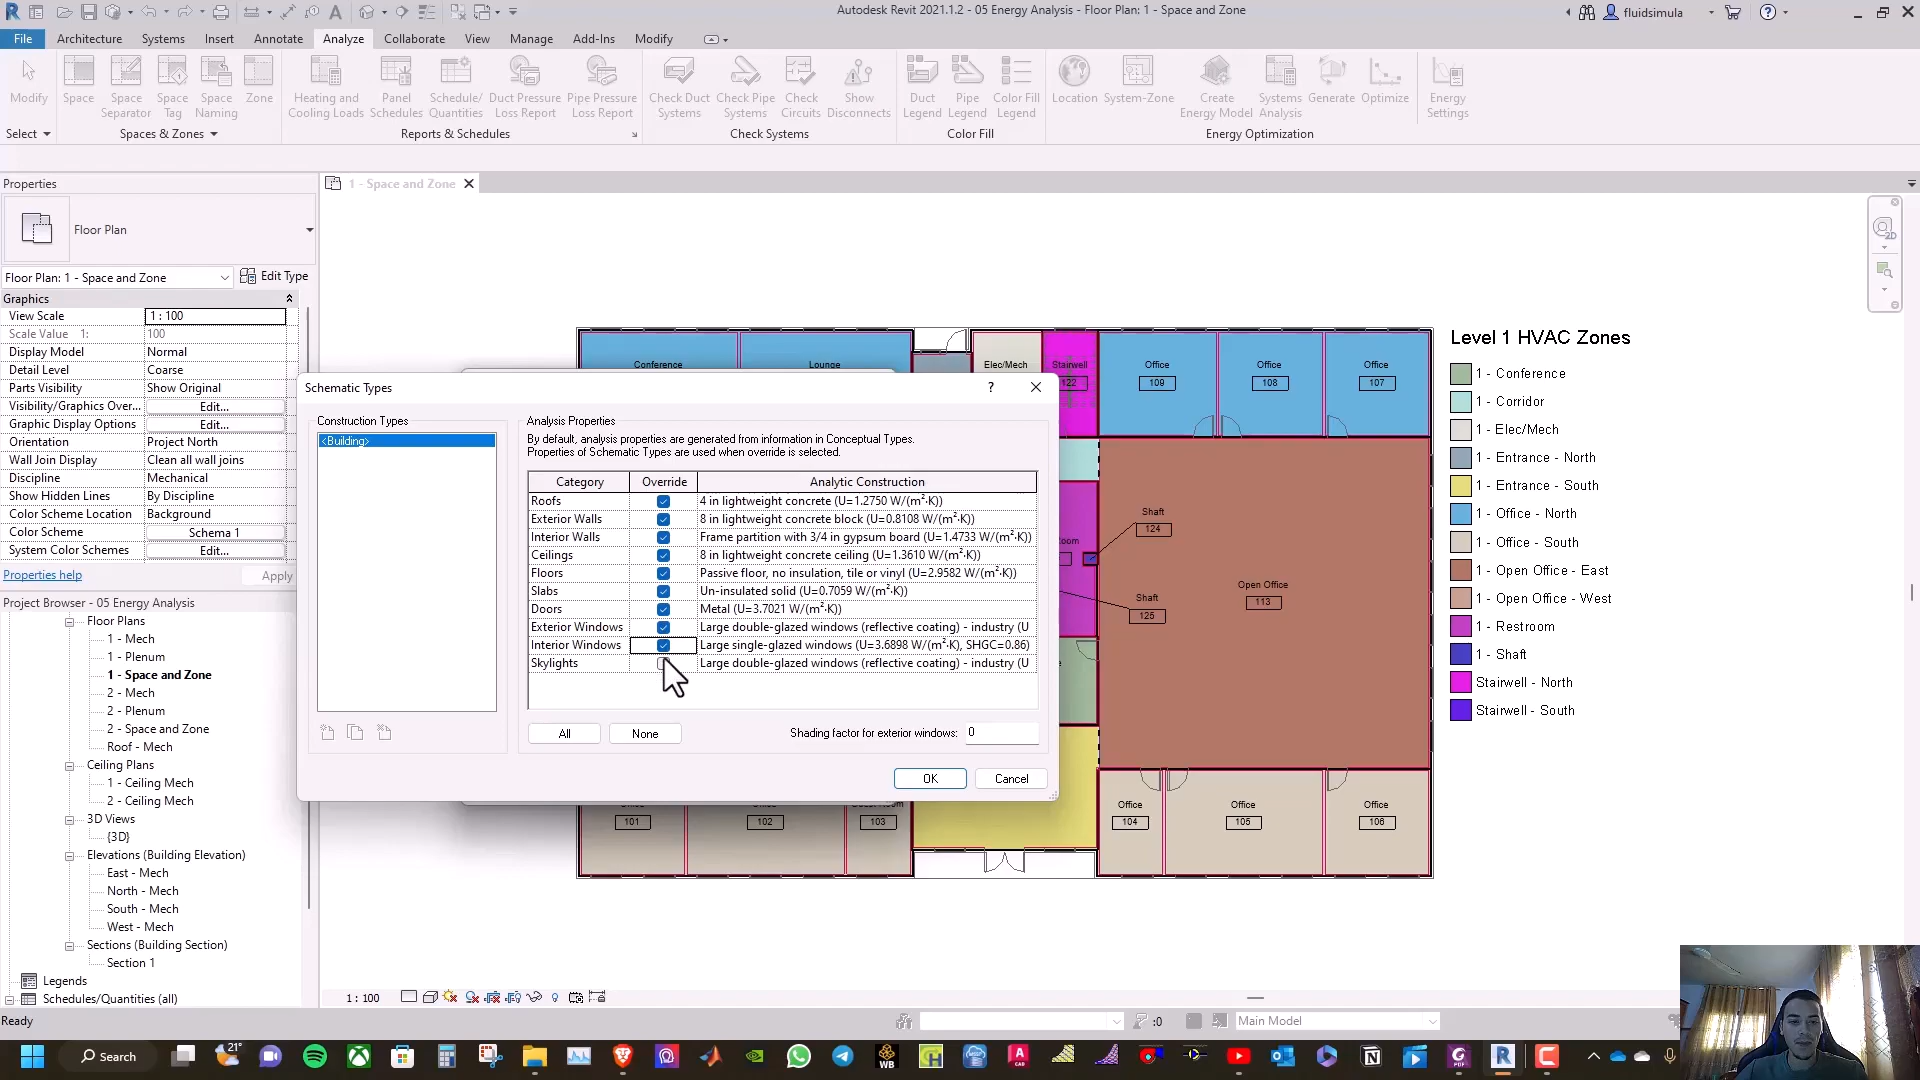 Autodesk Revit 2021.1.2 - 05 Energy Analysis - Floor Plan: 1 - Space and Zone
fluidsimula
File Architecture Systems Insert Annotate Analyze Collaborate View Manage Add-Ins Modify
Modify
Space
Space Separator
Space Tag
Space Naming
Zone
Heating and Cooling Loads
Panel Schedules
Schedule/ Quantities
Duct Pressure Loss Report
Pipe Pressure Loss Report
Check Duct Systems
Check Pipe Systems
Check Circuits
Show Disconnects
Duct Legend
Pipe Legend
Color Fill Legend
Location
System-Zone
Create Energy Model
Systems Analysis
Generate
Optimize
Energy Settings
Select
Spaces & Zones
Reports & Schedules
Check Systems
Color Fill
Energy Optimization
Properties
1 - Space and Zone
Floor Plan
Floor Plan: 1 - Space and Zone
Edit Type
Graphics
View Scale 1 : 100
Scale Value 1: 100
Display Model Normal
Detail Level Coarse
Parts Visibility Show Original
Visibility/Graphics Over... Edit...
Graphic Display Options Edit...
Orientation Project North
Wall Join Display Clean all wall joins
Discipline Mechanical
Show Hidden Lines By Discipline
Color Scheme Location Background
Color Scheme Schema 1
System Color Schemes Edit...
Properties help
Apply
Project Browser - 05 Energy Analysis
Floor Plans
1 - Mech
1 - Plenum
1 - Space and Zone
2 - Mech
2 - Plenum
2 - Space and Zone
Roof - Mech
Ceiling Plans
1 - Ceiling Mech
2 - Ceiling Mech
3D Views
{3D}
Elevations (Building Elevation)
East - Mech
North - Mech
South - Mech
West - Mech
Sections (Building Section)
Section 1
Legends
Schedules/Quantities (all)
Ready
Schematic Types
?
Construction Types
<Building>
Analysis Properties
By default, analysis properties are generated from information in Conceptual Types.
Properties of Schematic Types are used when override is selected.
Category Override Analytic Construction
Roofs 4 in lightweight concrete (U=1.2750 W/(m²·K))
Exterior Walls 8 in lightweight concrete block (U=0.8108 W/(m²·K))
Interior Walls Frame partition with 3/4 in gypsum board (U=1.4733 W/(m²·K))
Ceilings 8 in lightweight concrete ceiling (U=1.3610 W/(m²·K))
Floors Passive floor, no insulation, tile or vinyl (U=2.9582 W/(m²·K))
Slabs Un-insulated solid (U=0.7059 W/(m²·K))
Doors Metal (U=3.7021 W/(m²·K))
Exterior Windows Large double-glazed windows (reflective coating) - industry (U
Interior Windows Large single-glazed windows (U=3.6898 W/(m²·K), SHGC=0.86)
Skylights Large double-glazed windows (reflective coating) - industry (U
All
None
Shading factor for exterior windows: 0
OK
Cancel
Conference
Lounge
Elec/Mech
Stairwell
122
Office
109
Office
108
Office
107
Shaft
124
Shaft
125
Open Office
113
101
102
103
Office
104
Office
105
Office
106
Level 1 HVAC Zones
1 - Conference
1 - Corridor
1 - Elec/Mech
1 - Entrance - North
1 - Entrance - South
1 - Office - North
1 - Office - South
1 - Open Office - East
1 - Open Office - West
1 - Restroom
1 - Shaft
Stairwell - North
Stairwell - South
1 : 100
:0
Main Model
Search
21°
WB